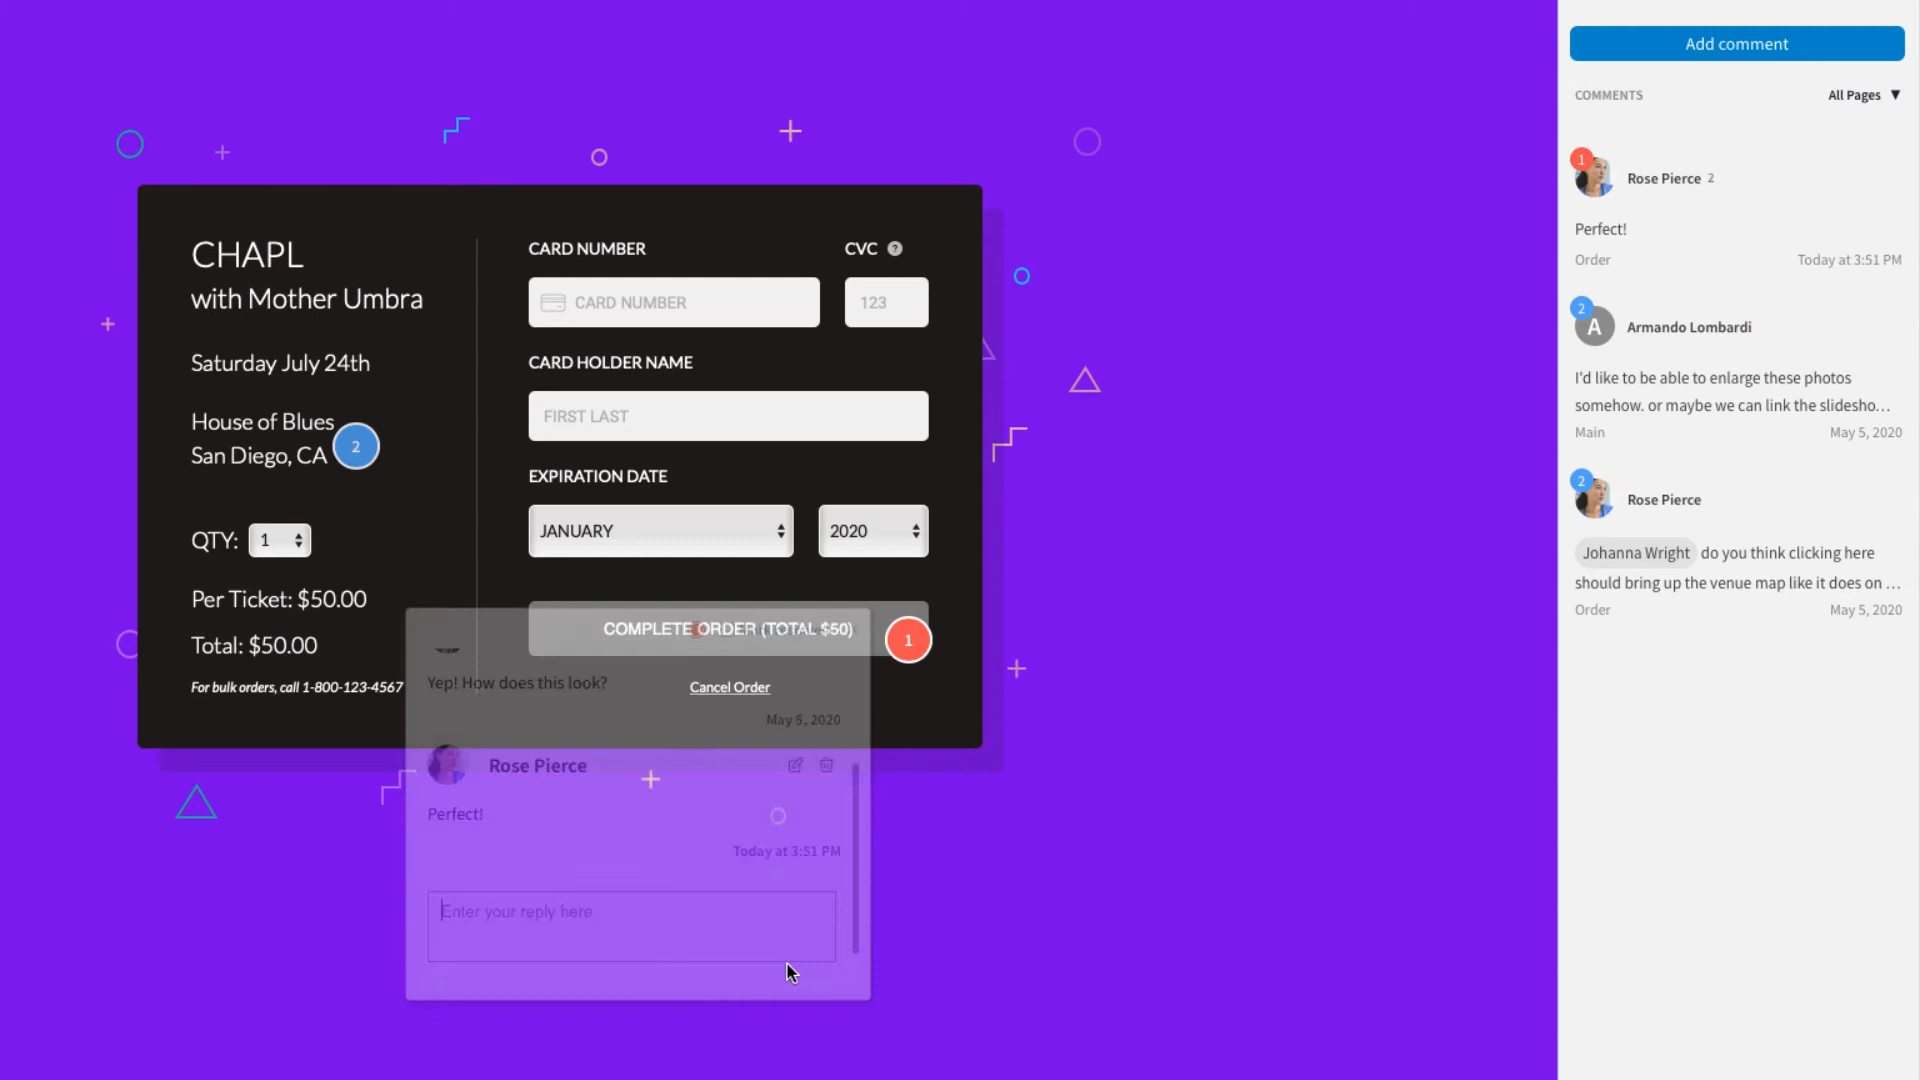 CHAPL
with Mother Umbra
Saturday July 24th
House of Blues
San Diego, CA
2
QTY: 1
Per Ticket: $50.00
Total: $50.00
For bulk orders, call 1-800-123-4567
CARD NUMBER
CARD NUMBER
CVC ?
123
CARD HOLDER NAME
FIRST LAST
EXPIRATION DATE
JANUARY
2020
COMPLETE ORDER (TOTAL $50)
1
Cancel Order
Yep! How does this look?
May 5, 2020
Rose Pierce
Perfect!
Today at 3:51 PM
Enter your reply here
Add comment
COMMENTS
All Pages ▼
1
Rose Pierce 2
Perfect!
Order Today at 3:51 PM
2
A
Armando Lombardi
I'd like to be able to enlarge these photos
somehow. or maybe we can link the slidesho...
Main May 5, 2020
2
Rose Pierce
Johanna Wright do you think clicking here
should bring up the venue map like it does on ...
Order May 5, 2020